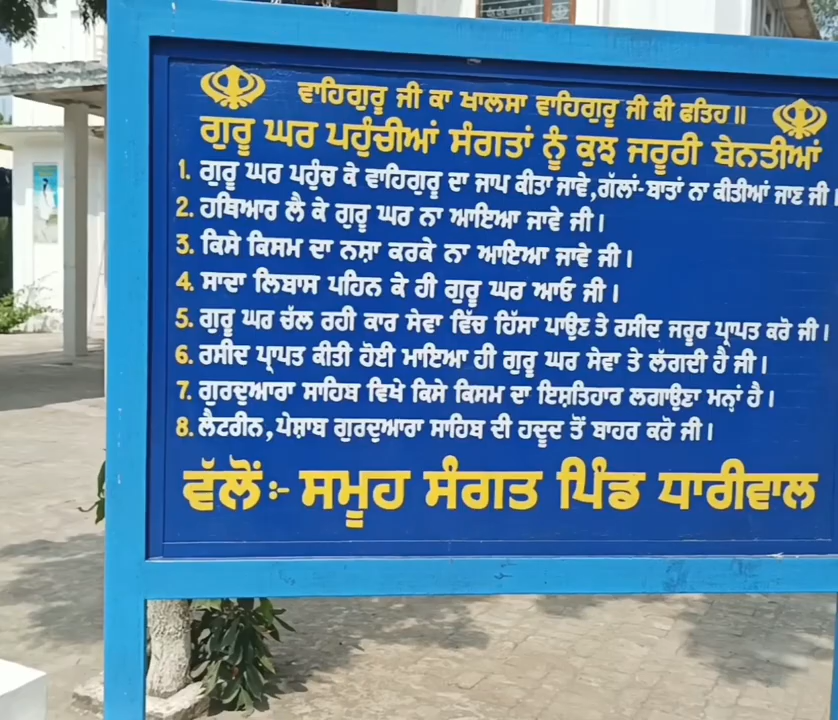 ਵਾਹਿਗੁਰੂ ਜੀ ਕਾ ਖਾਲਸਾ ਵਾਹਿਗੁਰੂ ਜੀ ਕੀ ਫਤਿਹ॥
ਗੁਰੂ ਘਰ ਪਹੁੰਚੀਆਂ ਸੰਗਤਾਂ ਨੂੰ ਕੁਝ ਜਰੂਰੀ ਬੇਨਤੀਆਂ
1. ਗੁਰੂ ਘਰ ਪਹੁੰਚ ਕੇ ਵਾਹਿਗੁਰੂ ਦਾ ਜਾਪ ਕੀਤਾ ਜਾਵੇ,ਗੱਲਾਂ-ਬਾਤਾਂ ਨਾ ਕੀਤੀਆਂ ਜਾਣ ਜੀ।
2. ਹਥਿਆਰ ਲੈ ਕੇ ਗੁਰੂ ਘਰ ਨਾ ਆਇਆ ਜਾਵੇ ਜੀ।
3. ਕਿਸੇ ਕਿਸਮ ਦਾ ਨਸ਼ਾ ਕਰਕੇ ਨਾ ਆਇਆ ਜਾਵੇ ਜੀ।
4. ਸਾਦਾ ਲਿਬਾਸ ਪਹਿਨ ਕੇ ਹੀ ਗੁਰੂ ਘਰ ਆਓ ਜੀ।
5. ਗੁਰੂ ਘਰ ਚੱਲ ਰਹੀ ਕਾਰ ਸੇਵਾ ਵਿੱਚ ਹਿੱਸਾ ਪਾਉਣ ਤੇ ਰਸੀਦ ਜਰੂਰ ਪ੍ਰਾਪਤ ਕਰੋ ਜੀ।
6. ਰਸੀਦ ਪ੍ਰਾਪਤ ਕੀਤੀ ਹੋਈ ਮਾਇਆ ਹੀ ਗੁਰੂ ਘਰ ਸੇਵਾ ਤੇ ਲੱਗਦੀ ਹੈ ਜੀ।
7. ਗੁਰਦੁਆਰਾ ਸਾਹਿਬ ਵਿਖੇ ਕਿਸੇ ਕਿਸਮ ਦਾ ਇਸ਼ਤਿਹਾਰ ਲਗਾਉਣਾ ਮਨ੍ਹਾਂ ਹੈ।
8. ਲੈਟਰੀਨ,ਪੇਸ਼ਾਬ ਗੁਰਦੁਆਰਾ ਸਾਹਿਬ ਦੀ ਹਦੂਦ ਤੋਂ ਬਾਹਰ ਕਰੋ ਜੀ।
ਵੱਲੋਂ:- ਸਮੂਹ ਸੰਗਤ ਪਿੰਡ ਧਾਰੀਵਾਲ